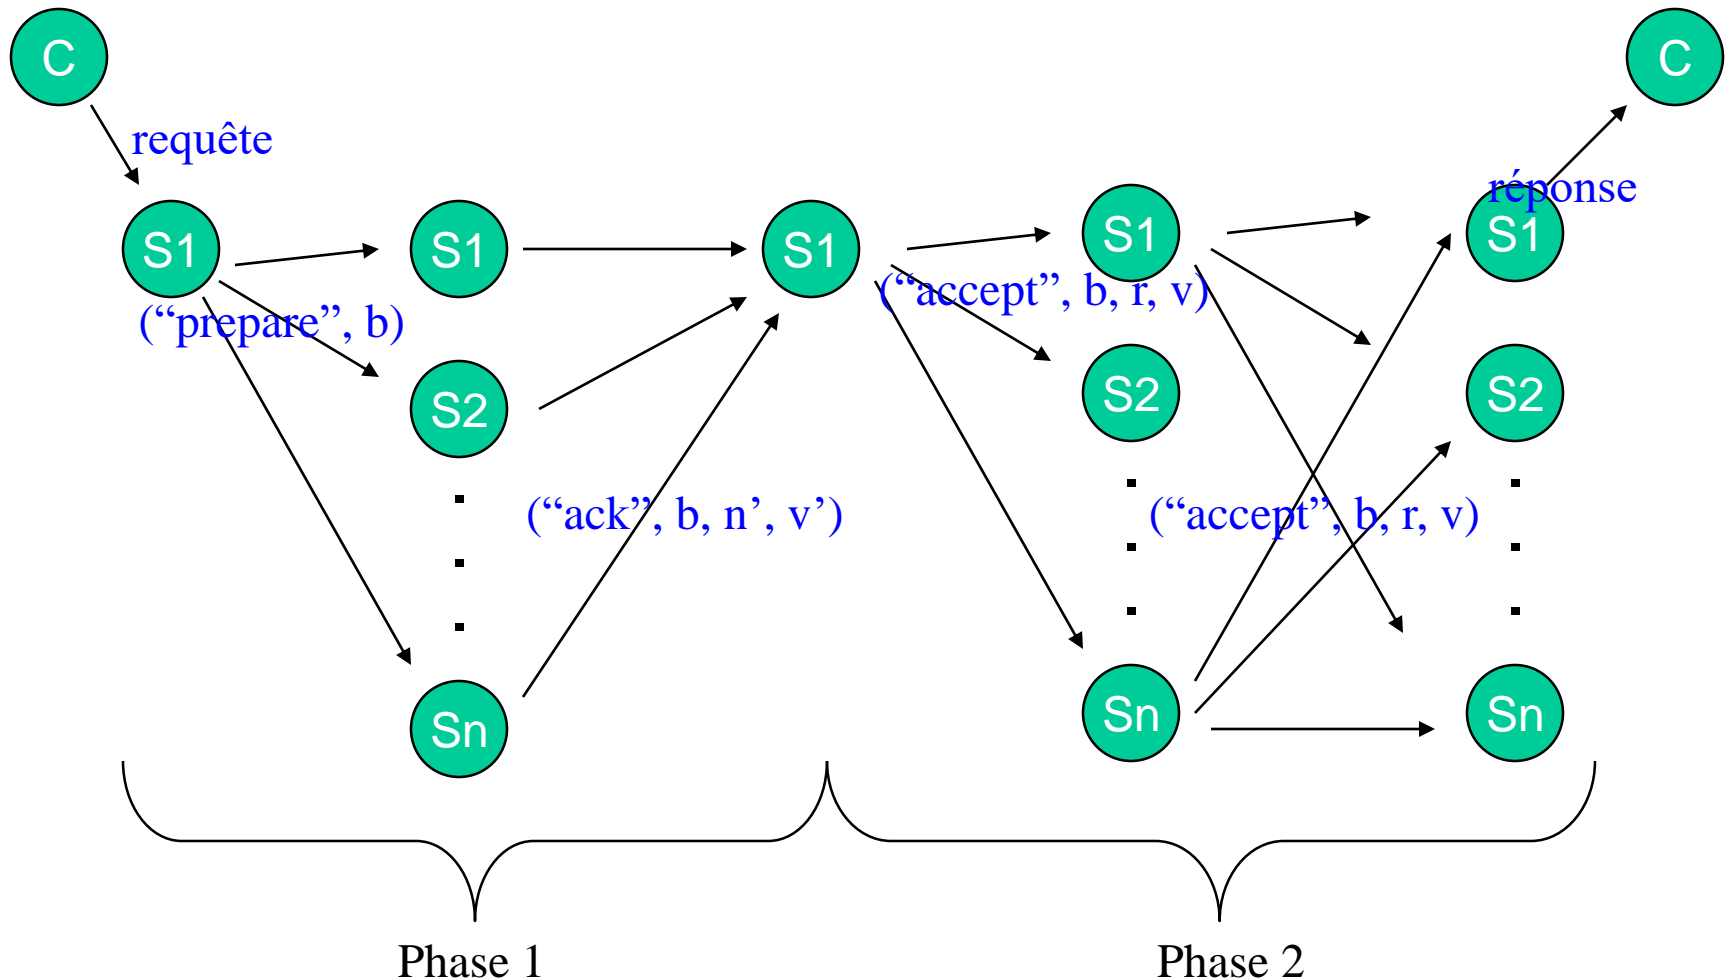 C
C
requête
réponse
S1
S1
S1
S1
S1
(“prepare”, b)
(“accept”, b, r, v)
S2
S2
S2
(“ack”, b, n’, v’)
(“accept”, b, r, v)
Sn
Sn
Sn
Phase 1
Phase 2